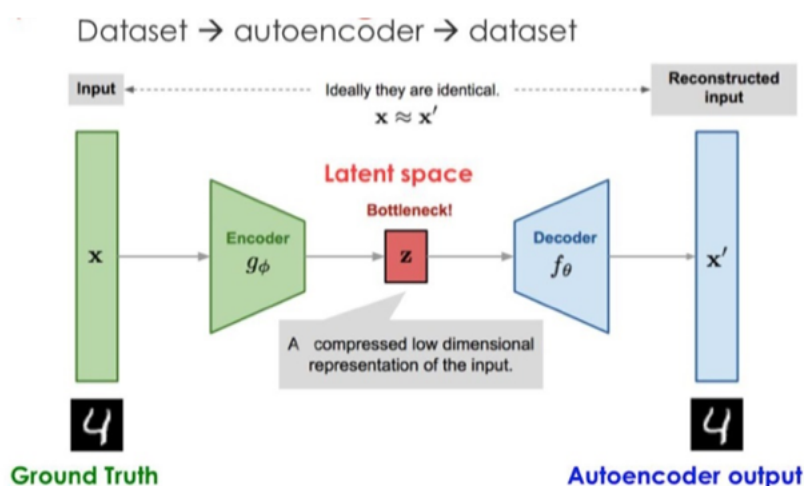 Dataset → autoencoder → dataset
Input
Ideally they are identical.
x ≈ x′
Reconstructed
input
Latent space
Bottleneck!
x
Encoder
gϕ
z
Decoder
fθ
x′
A compressed low dimensional
representation of the input.
4
4
Ground Truth
Autoencoder output